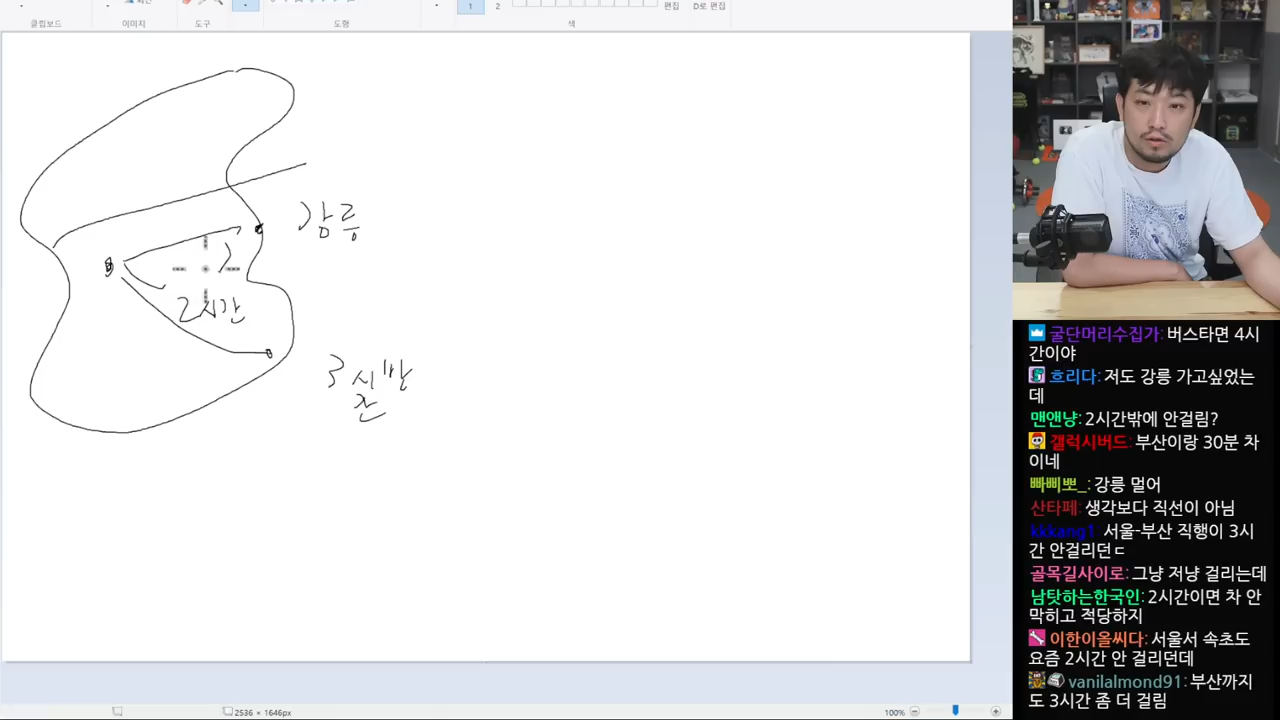 클립보드
이미지
도구
도형
1
2
편집
D로 편집
색
강릉
2시간
3시반
굴단머리수집가: 버스타면 4시
간이야
흐리다: 저도 강릉 가고싶었는
데
맨앤냥: 2시간밖에 안걸림?
갤럭시버드: 부산이랑 30분 차
이네
빠삐뽀_: 강릉 멀어
산타페: 생각보다 직선이 아님
kkkang1: 서울-부산 직행이 3시
간 안걸리던ㄷ
골목길사이로: 그냥 저냥 걸리는데
남탓하는한국인: 2시간이면 차 안
막히고 적당하지
이한이올씨다: 서울서 속초도
요즘 2시간 안 걸리던데
vanilalmond91: 부산까지
도 3시간 좀 더 걸림
2536 × 1646px
100%